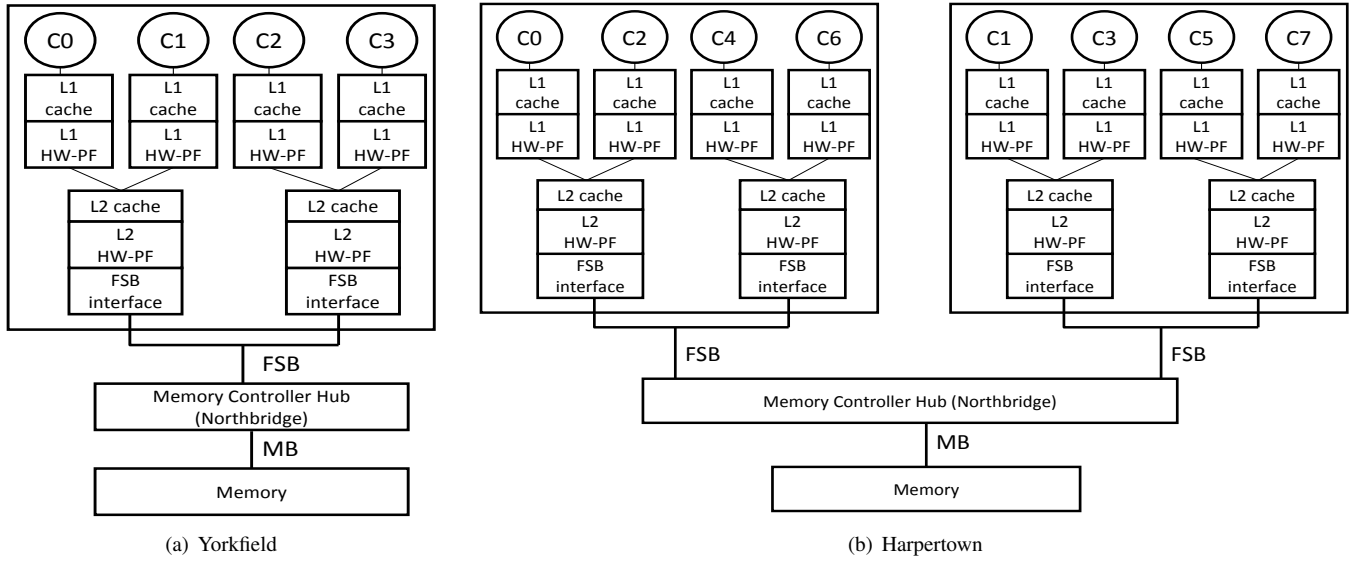 C0 C1 C2 C3
L1 cache L1 cache L1 cache L1 cache
L1 HW-PF L1 HW-PF L1 HW-PF L1 HW-PF
L2 cache L2 cache
L2 HW-PF L2 HW-PF
FSB interface FSB interface
FSB
Memory Controller Hub
(Northbridge)
MB
Memory
(a) Yorkfield
C0 C2 C4 C6
L1 cache L1 cache L1 cache L1 cache
L1 HW-PF L1 HW-PF L1 HW-PF L1 HW-PF
L2 cache L2 cache
L2 HW-PF L2 HW-PF
FSB interface FSB interface
FSB
C1 C3 C5 C7
L1 cache L1 cache L1 cache L1 cache
L1 HW-PF L1 HW-PF L1 HW-PF L1 HW-PF
L2 cache L2 cache
L2 HW-PF L2 HW-PF
FSB interface FSB interface
FSB
Memory Controller Hub (Northbridge)
MB
Memory
(b) Harpertown